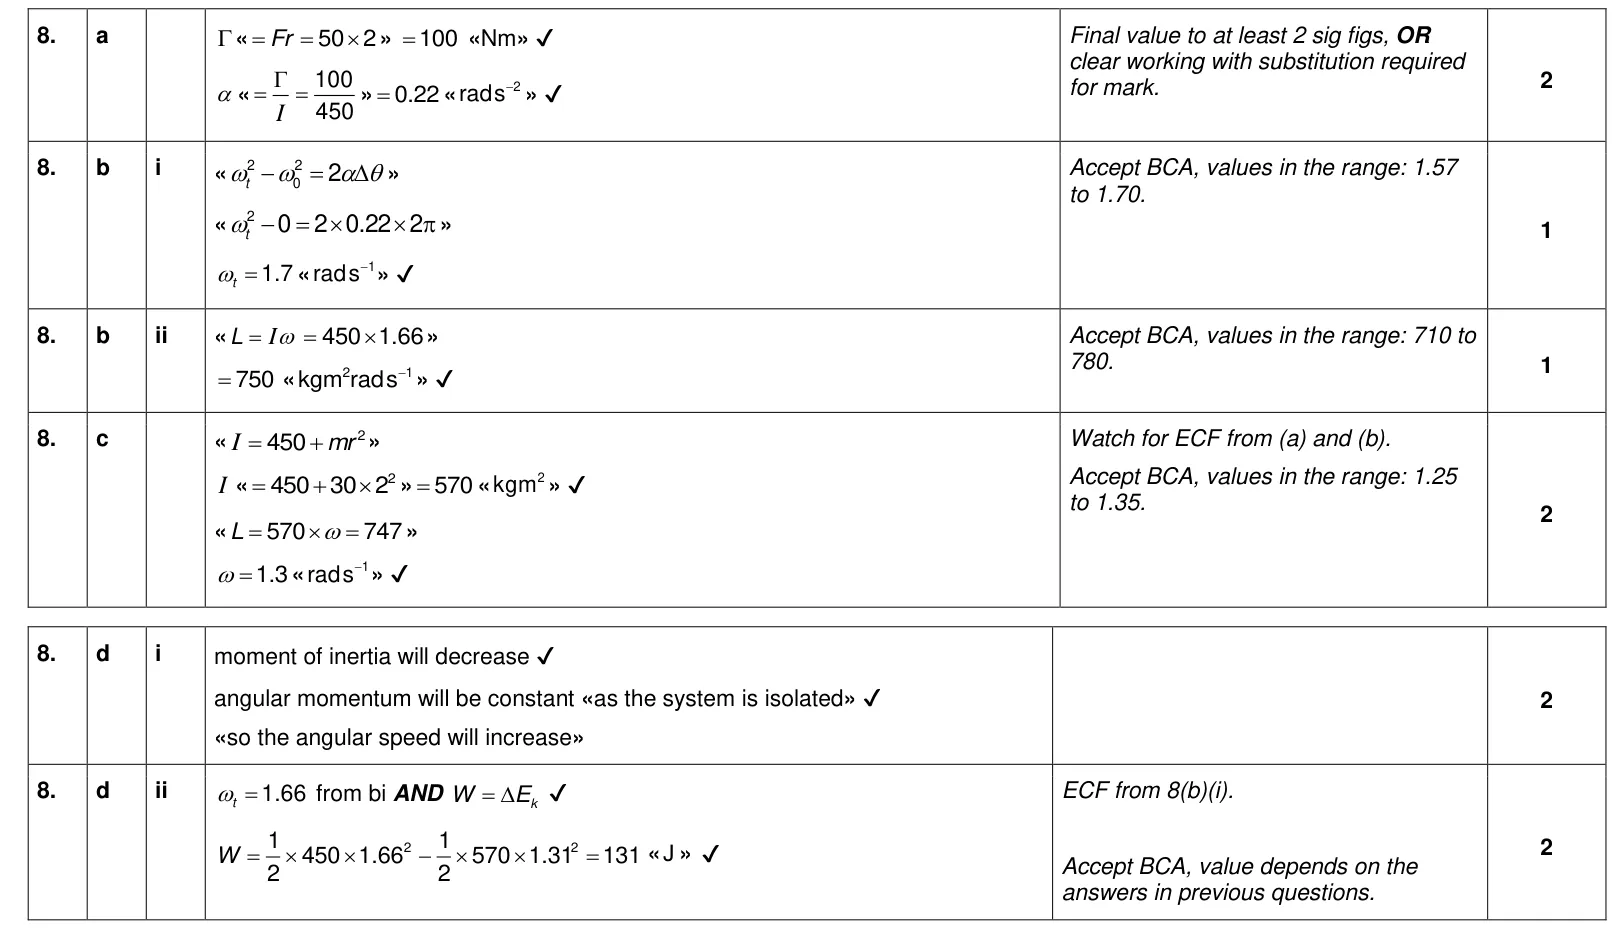 8. a Γ « = Fr = 50 × 2 » = 100 «Nm» ✓
α « = Γ/I = 100/450 » = 0.22 « rad s⁻² » ✓
Final value to at least 2 sig figs, OR
clear working with substitution required
for mark.
2
8. b i « ωₜ² − ω₀² = 2αΔθ »
« ωₜ² − 0 = 2 × 0.22 × 2π »
ωₜ = 1.7 « rad s⁻¹ » ✓
Accept BCA, values in the range: 1.57
to 1.70.
1
8. b ii « L = Iω = 450 × 1.66 »
= 750 « kgm² rad s⁻¹ » ✓
Accept BCA, values in the range: 710 to
780.
1
8. c « I = 450 + mr² »
I « = 450 + 30 × 2² » = 570 « kgm² » ✓
« L = 570 × ω = 747 »
ω = 1.3 « rad s⁻¹ » ✓
Watch for ECF from (a) and (b).
Accept BCA, values in the range: 1.25
to 1.35.
2
8. d i moment of inertia will decrease ✓
angular momentum will be constant «as the system is isolated» ✓
«so the angular speed will increase»
2
8. d ii ωₜ = 1.66 from bi AND W = ΔEₖ ✓
W = 1/2 × 450 × 1.66² − 1/2 × 570 × 1.31² = 131 « J » ✓
ECF from 8(b)(i).
Accept BCA, value depends on the
answers in previous questions.
2